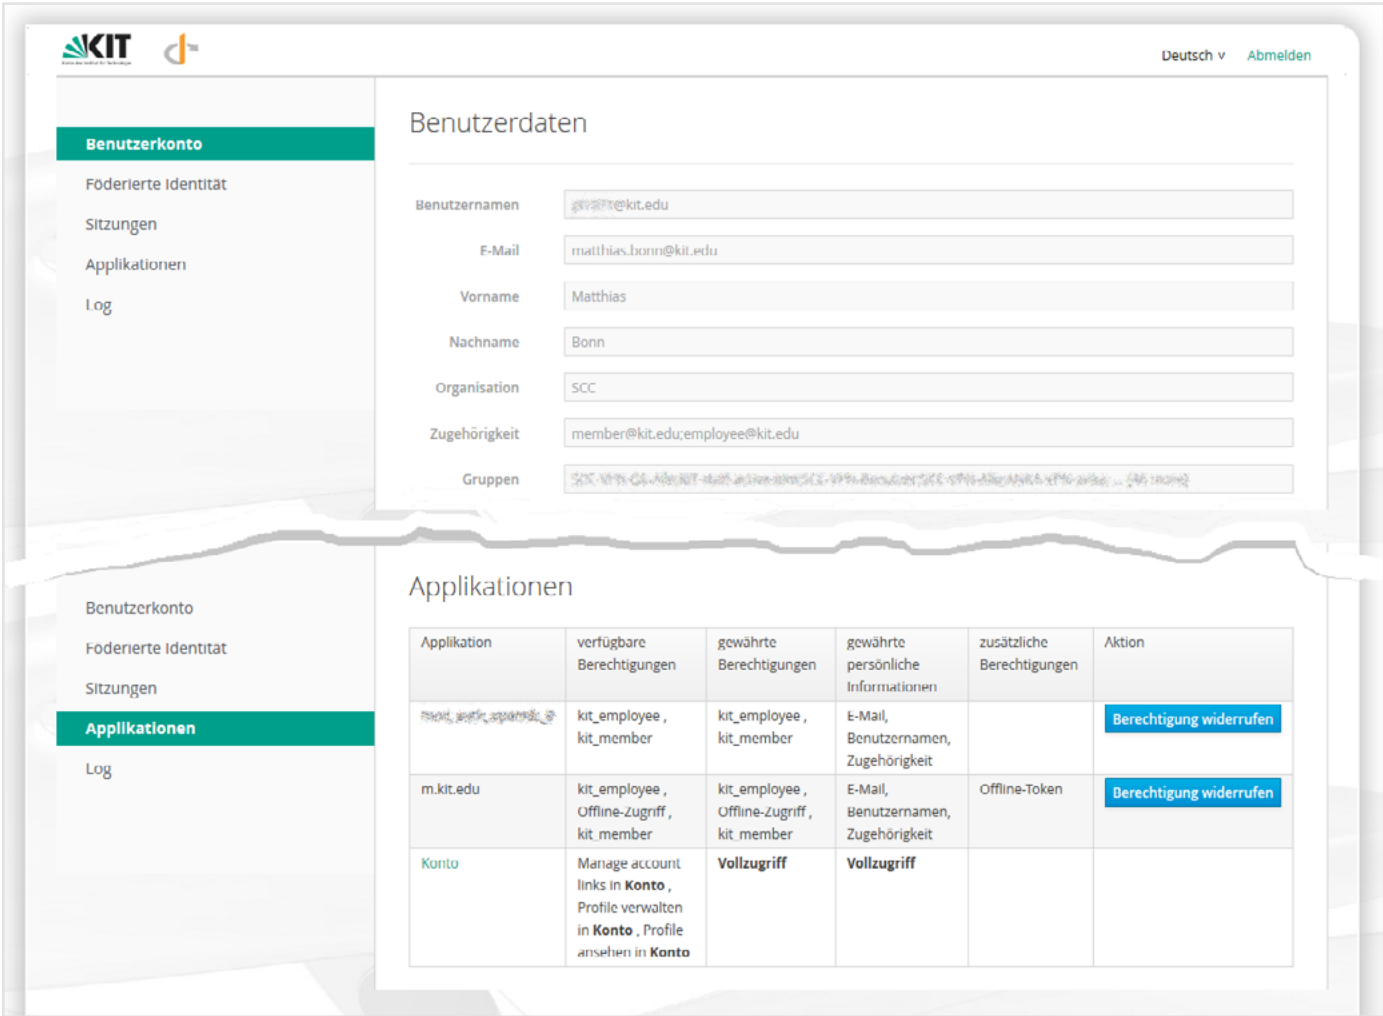 KIT
Deutsch v Abmelden
Benutzerkonto
Föderierte Identität
Sitzungen
Applikationen
Log
Benutzerdaten
Benutzernamen @kit.edu
E-Mail matthias.bonn@kit.edu
Vorname Matthias
Nachname Bonn
Organisation SCC
Zugehörigkeit member@kit.edu;employee@kit.edu
Gruppen
Benutzerkonto
Föderierte Identität
Sitzungen
Applikationen
Log
Applikationen
Applikation
verfügbare
Berechtigungen
gewährte
Berechtigungen
gewährte
persönliche
Informationen
zusätzliche
Berechtigungen
Aktion
kit_employee ,
kit_member
kit_employee ,
kit_member
E-Mail,
Benutzernamen,
Zugehörigkeit
Berechtigung widerrufen
m.kit.edu
kit_employee ,
Offline-Zugriff ,
kit_member
kit_employee ,
Offline-Zugriff ,
kit_member
E-Mail,
Benutzernamen,
Zugehörigkeit
Offline-Token
Berechtigung widerrufen
Konto
Manage account
links in Konto ,
Profile verwalten
in Konto , Profile
ansehen in Konto
Vollzugriff
Vollzugriff